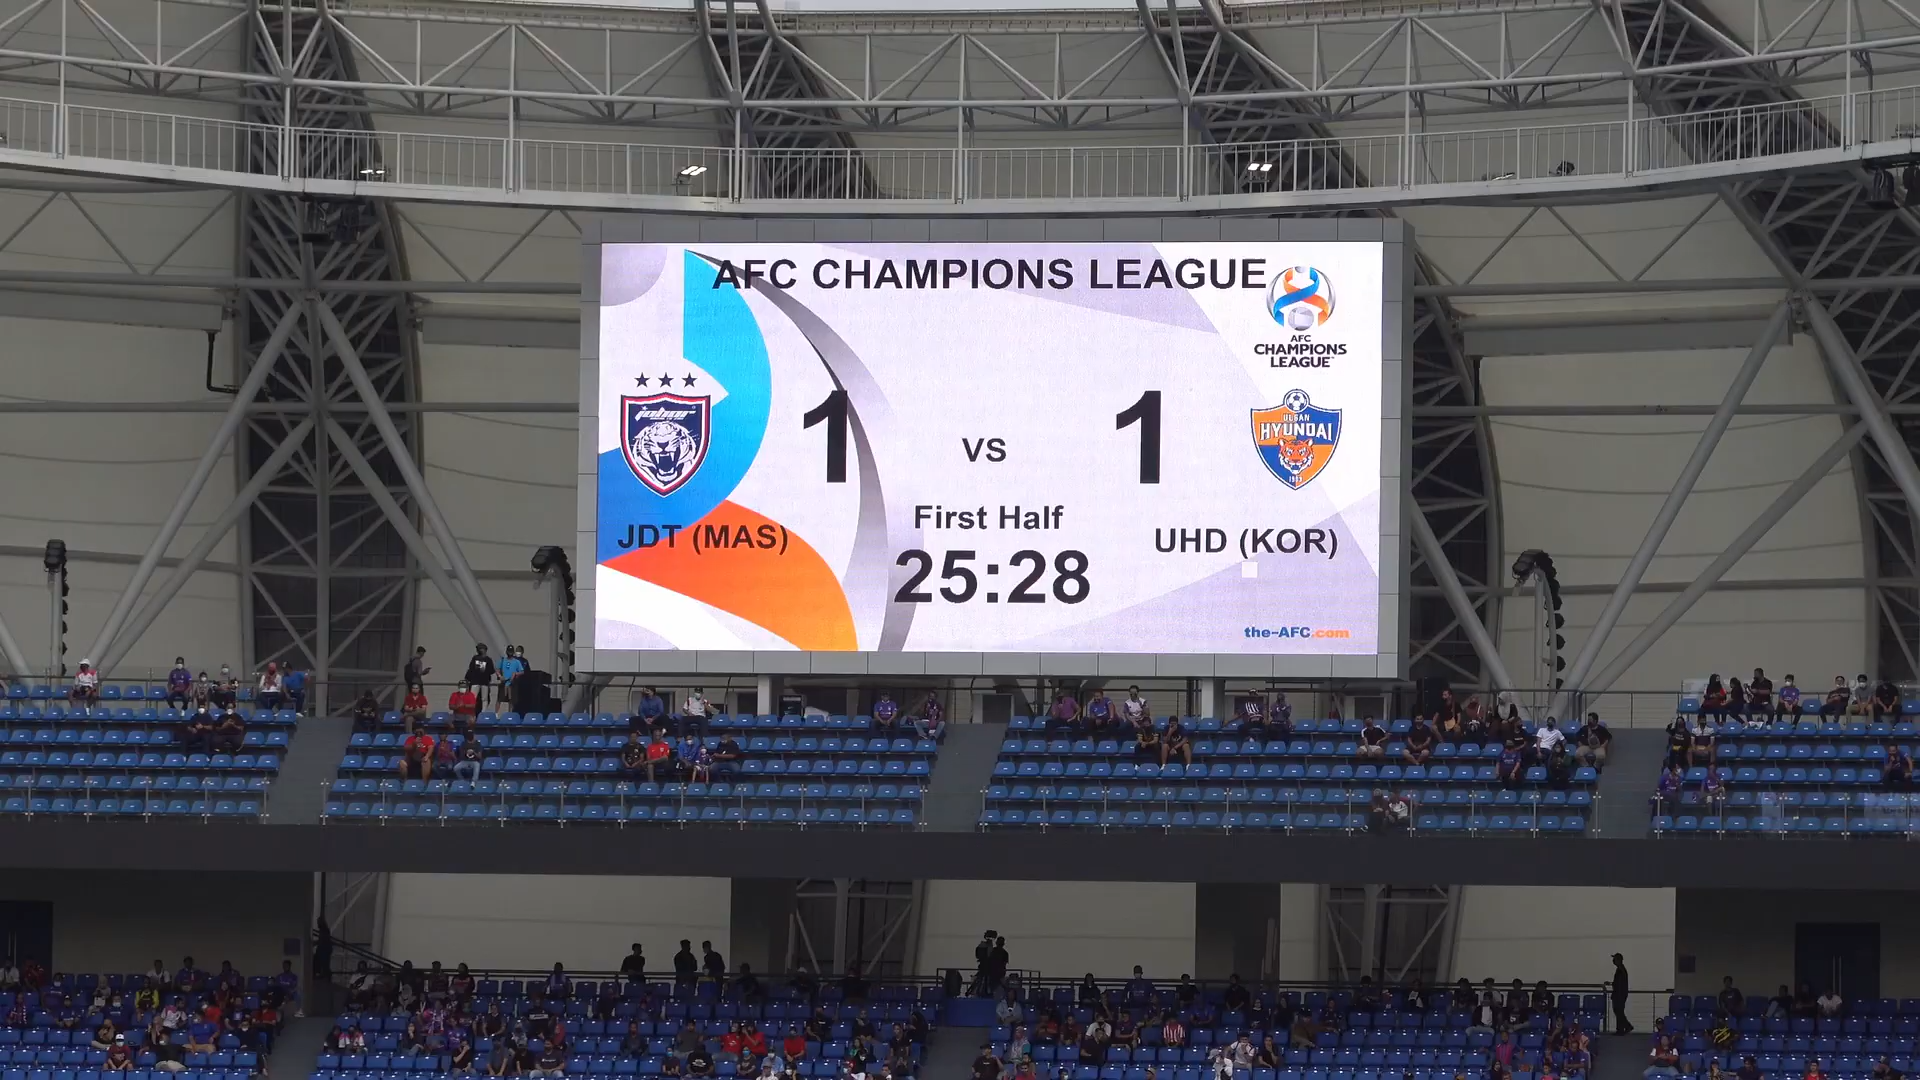 AFC CHAMPIONS LEAGUE
AFC
CHAMPIONS
LEAGUE
johor
ULSAN
HYUNDAI
1 VS 1
First Half
JDT (MAS)
UHD (KOR)
25:28
the-AFC.com